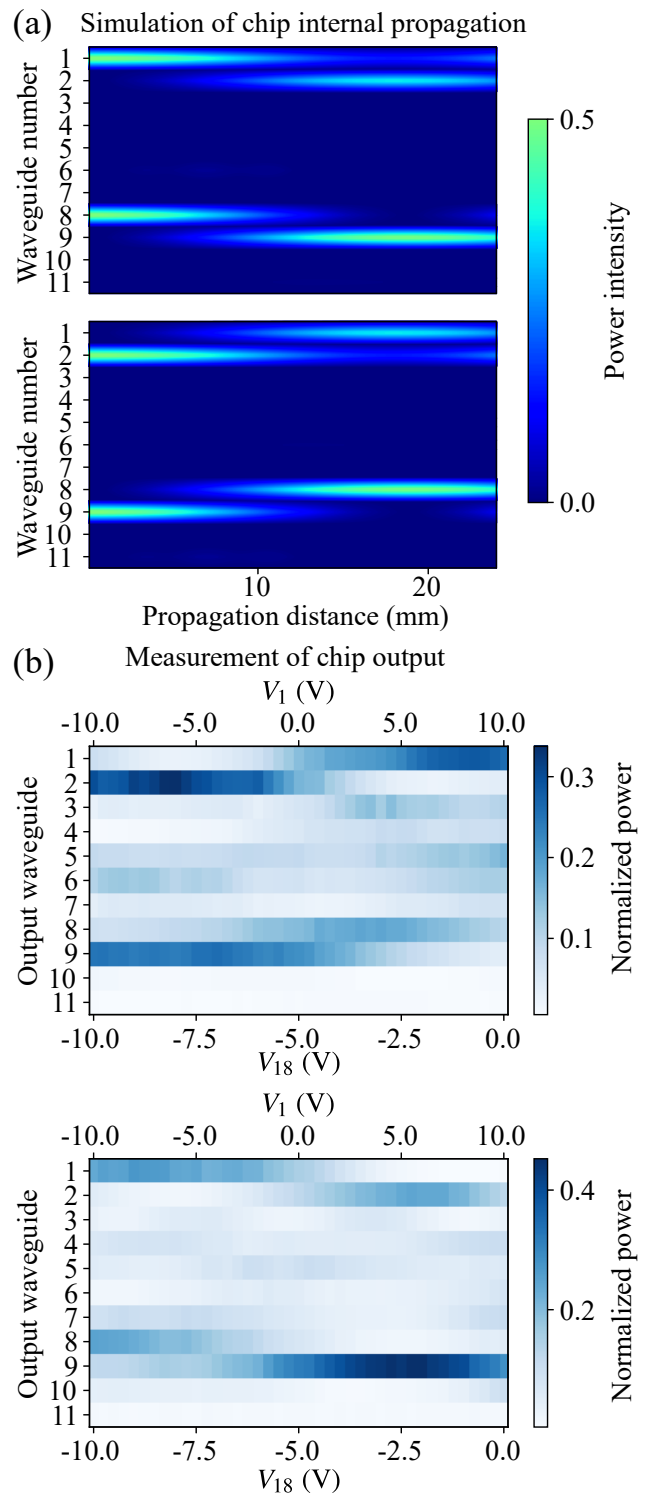 (a) Simulation of chip internal propagation
Waveguide number
1
2
3
4
5
6
7
8
9
10
11
Waveguide number
1
2
3
4
5
6
7
8
9
10
11
10 20
Propagation distance (mm)
0.5
0.0
Power intensity
(b) Measurement of chip output
V1 (V)
-10.0 -5.0 0.0 5.0 10.0
Output waveguide
1
2
3
4
5
6
7
8
9
10
11
-10.0 -7.5 -5.0 -2.5 0.0
V18 (V)
0.3
0.2
0.1
Normalized power
V1 (V)
-10.0 -5.0 0.0 5.0 10.0
Output waveguide
1
2
3
4
5
6
7
8
9
10
11
-10.0 -7.5 -5.0 -2.5 0.0
V18 (V)
0.4
0.2
Normalized power